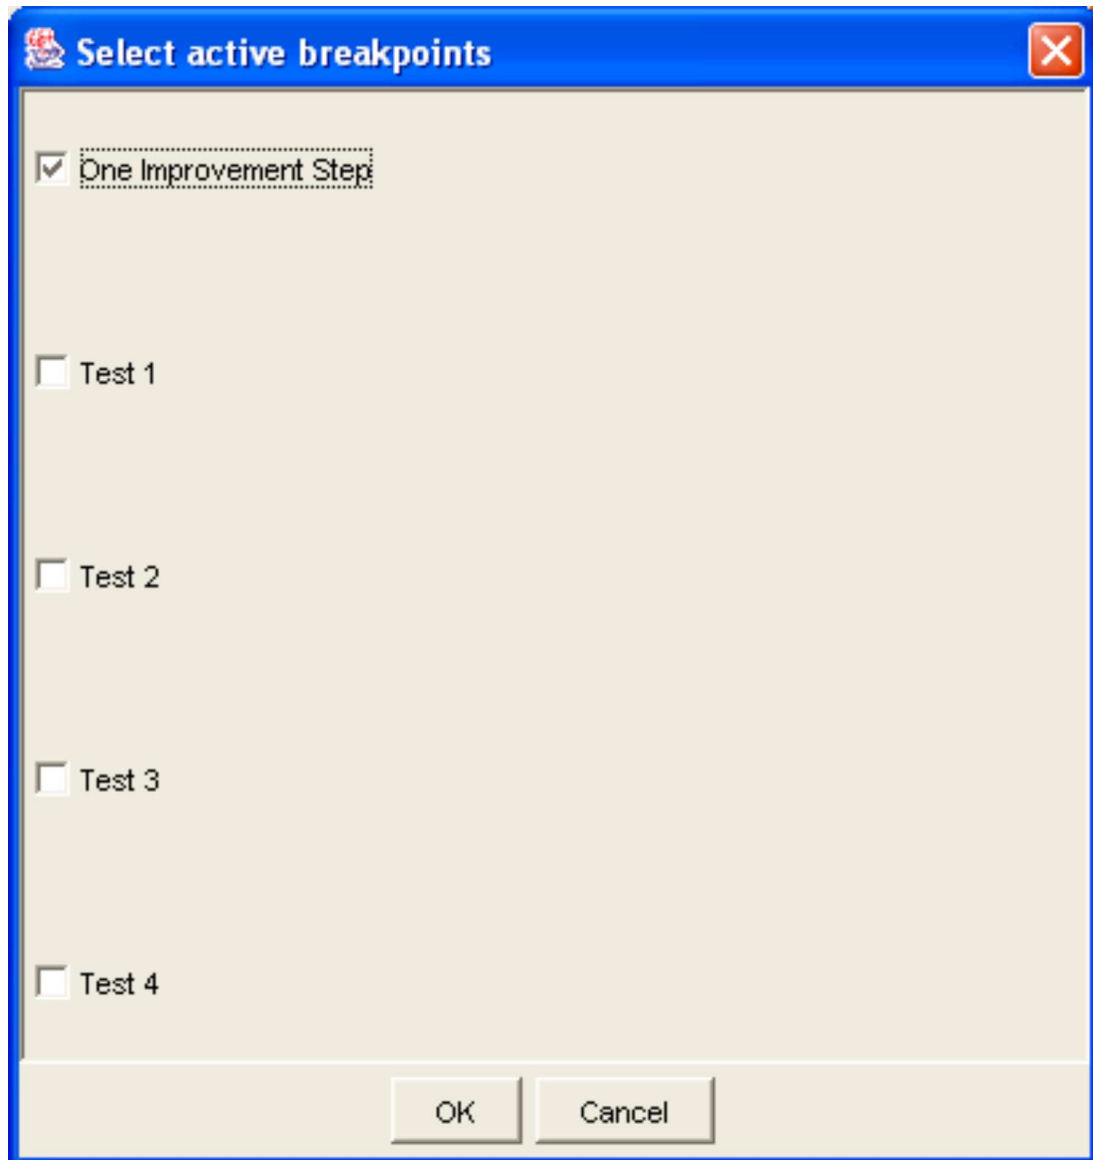 Select active breakpoints
One Improvement Step
Test 1
Test 2
Test 3
Test 4
OK Cancel